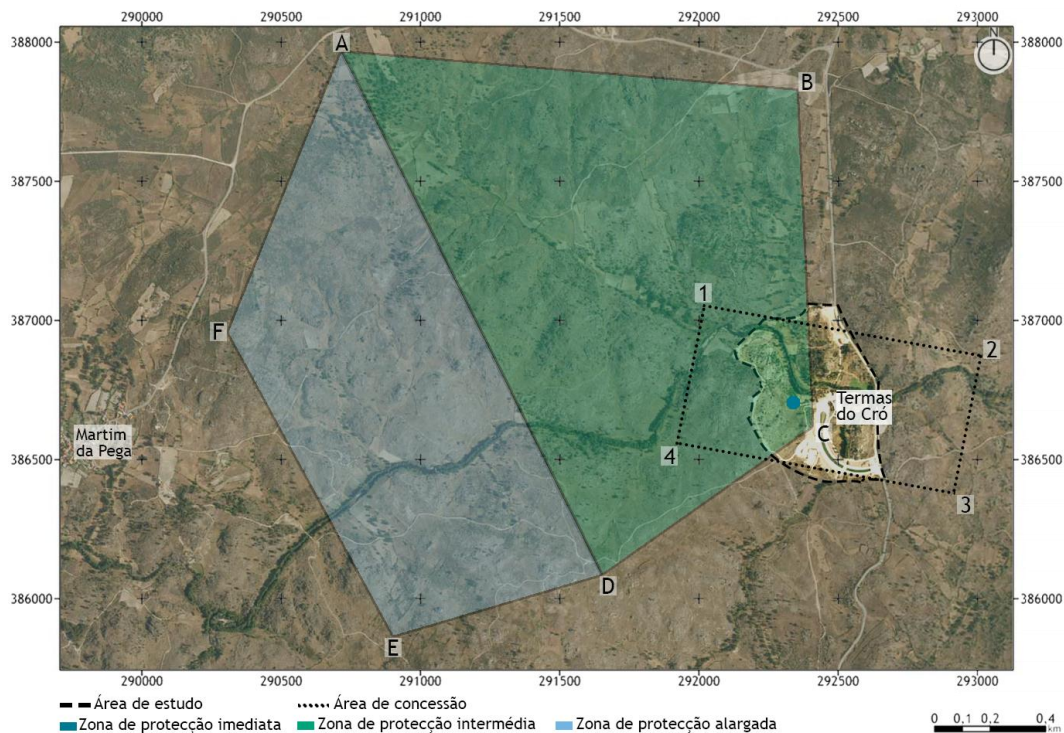 290000 290500 291000 291500 292000 292500 293000
N
388000 388000
A
B
387500 387500
1
387000 387000
F
2
Termas
do Cró
Martim
da Pega
C
4
386500 386500
3
D
386000 386000
E
290000 290500 291000 291500 292000 292500 293000
Área de estudo Área de concessão
Zona de protecção imediata Zona de protecção intermédia Zona de protecção alargada
0 0.1 0.2 0.4
km